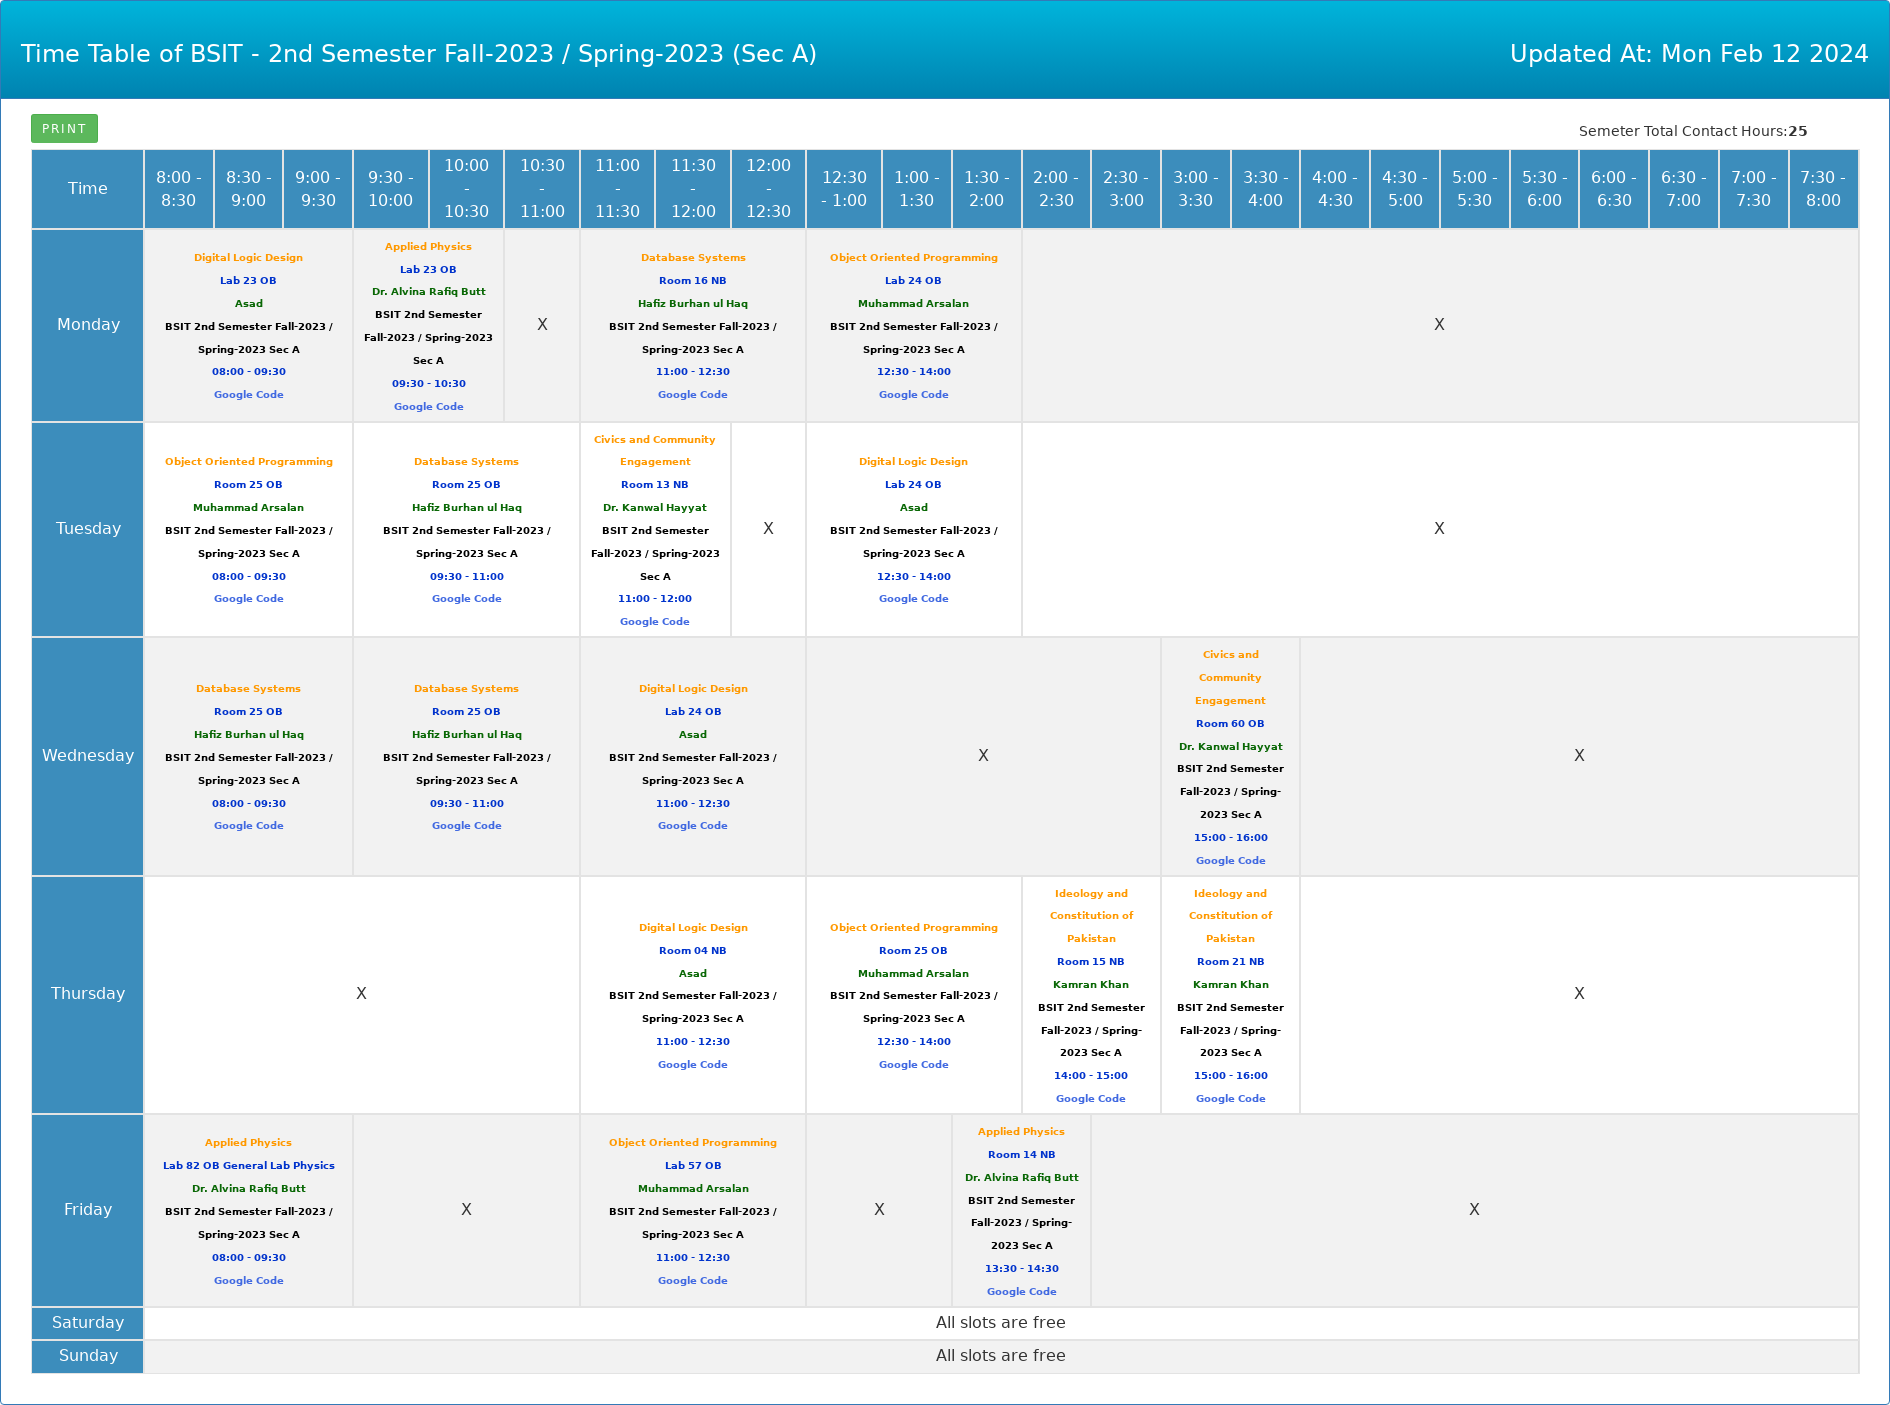 Time Table of BSIT - 2nd Semester Fall-2023 / Spring-2023 (Sec A)
Updated At: Mon Feb 12 2024
PRINT
Semeter Total Contact Hours:25
Time
8:00 -
8:30
8:30 -
9:00
9:00 -
9:30
9:30 -
10:00
10:00
-
10:30
10:30
-
11:00
11:00
-
11:30
11:30
-
12:00
12:00
-
12:30
12:30
- 1:00
1:00 -
1:30
1:30 -
2:00
2:00 -
2:30
2:30 -
3:00
3:00 -
3:30
3:30 -
4:00
4:00 -
4:30
4:30 -
5:00
5:00 -
5:30
5:30 -
6:00
6:00 -
6:30
6:30 -
7:00
7:00 -
7:30
7:30 -
8:00
Monday
Digital Logic Design
Lab 23 OB
Asad
BSIT 2nd Semester Fall-2023 /
Spring-2023 Sec A
08:00 - 09:30
Google Code
Applied Physics
Lab 23 OB
Dr. Alvina Rafiq Butt
BSIT 2nd Semester
Fall-2023 / Spring-2023
Sec A
09:30 - 10:30
Google Code
X
Database Systems
Room 16 NB
Hafiz Burhan ul Haq
BSIT 2nd Semester Fall-2023 /
Spring-2023 Sec A
11:00 - 12:30
Google Code
Object Oriented Programming
Lab 24 OB
Muhammad Arsalan
BSIT 2nd Semester Fall-2023 /
Spring-2023 Sec A
12:30 - 14:00
Google Code
X
Tuesday
Object Oriented Programming
Room 25 OB
Muhammad Arsalan
BSIT 2nd Semester Fall-2023 /
Spring-2023 Sec A
08:00 - 09:30
Google Code
Database Systems
Room 25 OB
Hafiz Burhan ul Haq
BSIT 2nd Semester Fall-2023 /
Spring-2023 Sec A
09:30 - 11:00
Google Code
Civics and Community
Engagement
Room 13 NB
Dr. Kanwal Hayyat
BSIT 2nd Semester
Fall-2023 / Spring-2023
Sec A
11:00 - 12:00
Google Code
X
Digital Logic Design
Lab 24 OB
Asad
BSIT 2nd Semester Fall-2023 /
Spring-2023 Sec A
12:30 - 14:00
Google Code
X
Wednesday
Database Systems
Room 25 OB
Hafiz Burhan ul Haq
BSIT 2nd Semester Fall-2023 /
Spring-2023 Sec A
08:00 - 09:30
Google Code
Database Systems
Room 25 OB
Hafiz Burhan ul Haq
BSIT 2nd Semester Fall-2023 /
Spring-2023 Sec A
09:30 - 11:00
Google Code
Digital Logic Design
Lab 24 OB
Asad
BSIT 2nd Semester Fall-2023 /
Spring-2023 Sec A
11:00 - 12:30
Google Code
X
Civics and
Community
Engagement
Room 60 OB
Dr. Kanwal Hayyat
BSIT 2nd Semester
Fall-2023 / Spring-
2023 Sec A
15:00 - 16:00
Google Code
X
Thursday
X
Digital Logic Design
Room 04 NB
Asad
BSIT 2nd Semester Fall-2023 /
Spring-2023 Sec A
11:00 - 12:30
Google Code
Object Oriented Programming
Room 25 OB
Muhammad Arsalan
BSIT 2nd Semester Fall-2023 /
Spring-2023 Sec A
12:30 - 14:00
Google Code
Ideology and
Constitution of
Pakistan
Room 15 NB
Kamran Khan
BSIT 2nd Semester
Fall-2023 / Spring-
2023 Sec A
14:00 - 15:00
Google Code
Ideology and
Constitution of
Pakistan
Room 21 NB
Kamran Khan
BSIT 2nd Semester
Fall-2023 / Spring-
2023 Sec A
15:00 - 16:00
Google Code
X
Friday
Applied Physics
Lab 82 OB General Lab Physics
Dr. Alvina Rafiq Butt
BSIT 2nd Semester Fall-2023 /
Spring-2023 Sec A
08:00 - 09:30
Google Code
X
Object Oriented Programming
Lab 57 OB
Muhammad Arsalan
BSIT 2nd Semester Fall-2023 /
Spring-2023 Sec A
11:00 - 12:30
Google Code
X
Applied Physics
Room 14 NB
Dr. Alvina Rafiq Butt
BSIT 2nd Semester
Fall-2023 / Spring-
2023 Sec A
13:30 - 14:30
Google Code
X
Saturday
All slots are free
Sunday
All slots are free